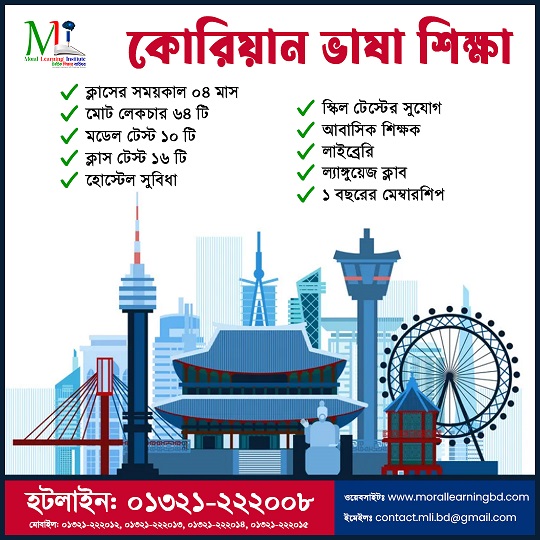 Ml
Moral Learning Institute
নৈতিক শিক্ষার বাতিঘর
কোরিয়ান ভাষা শিক্ষা
ক্লাসের সময়কাল ০৪ মাস
মোট লেকচার ৬৪ টি
মডেল টেস্ট ১০ টি
ক্লাস টেস্ট ১৬ টি
হোস্টেল সুবিধা
স্কিল টেস্টের সুযোগ
আবাসিক শিক্ষক
লাইব্রেরি
ল্যাঙ্গুয়েজ ক্লাব
১ বছরের মেম্বারশিপ
হটলাইন: ০১৩২১-২২২০০৮
মোবাইল: ০১৩২১-২২২০১২, ০১৩২১-২২২০১৩, ০১৩২১-২২২০১৪, ০১৩২১-২২২০১৫
ওয়েবসাইটঃ www.morallearningbd.com
ইমেইলঃ contact.mli.bd@gmail.com